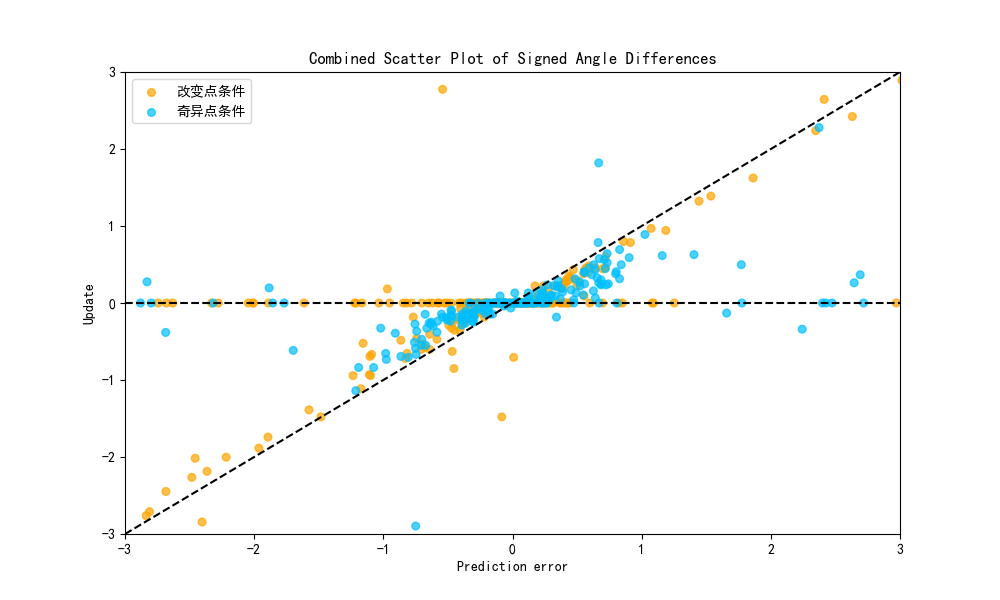 Combined Scatter Plot of Signed Angle Differences
改变点条件
奇异点条件
3
2
1
0
−1
−2
−3
Update
−3 −2 −1 0 1 2 3
Prediction error